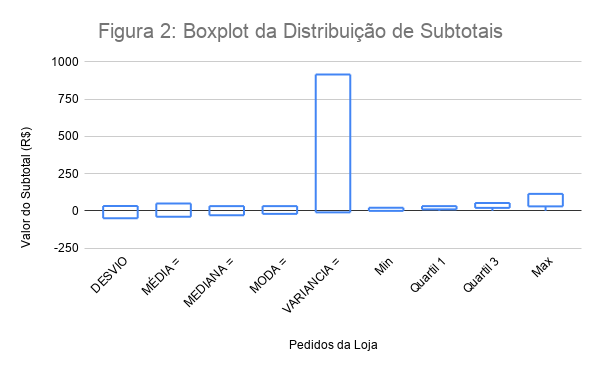 Figura 2: Boxplot da Distribuição de Subtotais
Valor do Subtotal (R$)
1000
750
500
250
0
-250
DESVIO
MÉDIA =
MEDIANA =
MODA =
VARIANCIA =
Min
Quartil 1
Quartil 3
Max
Pedidos da Loja